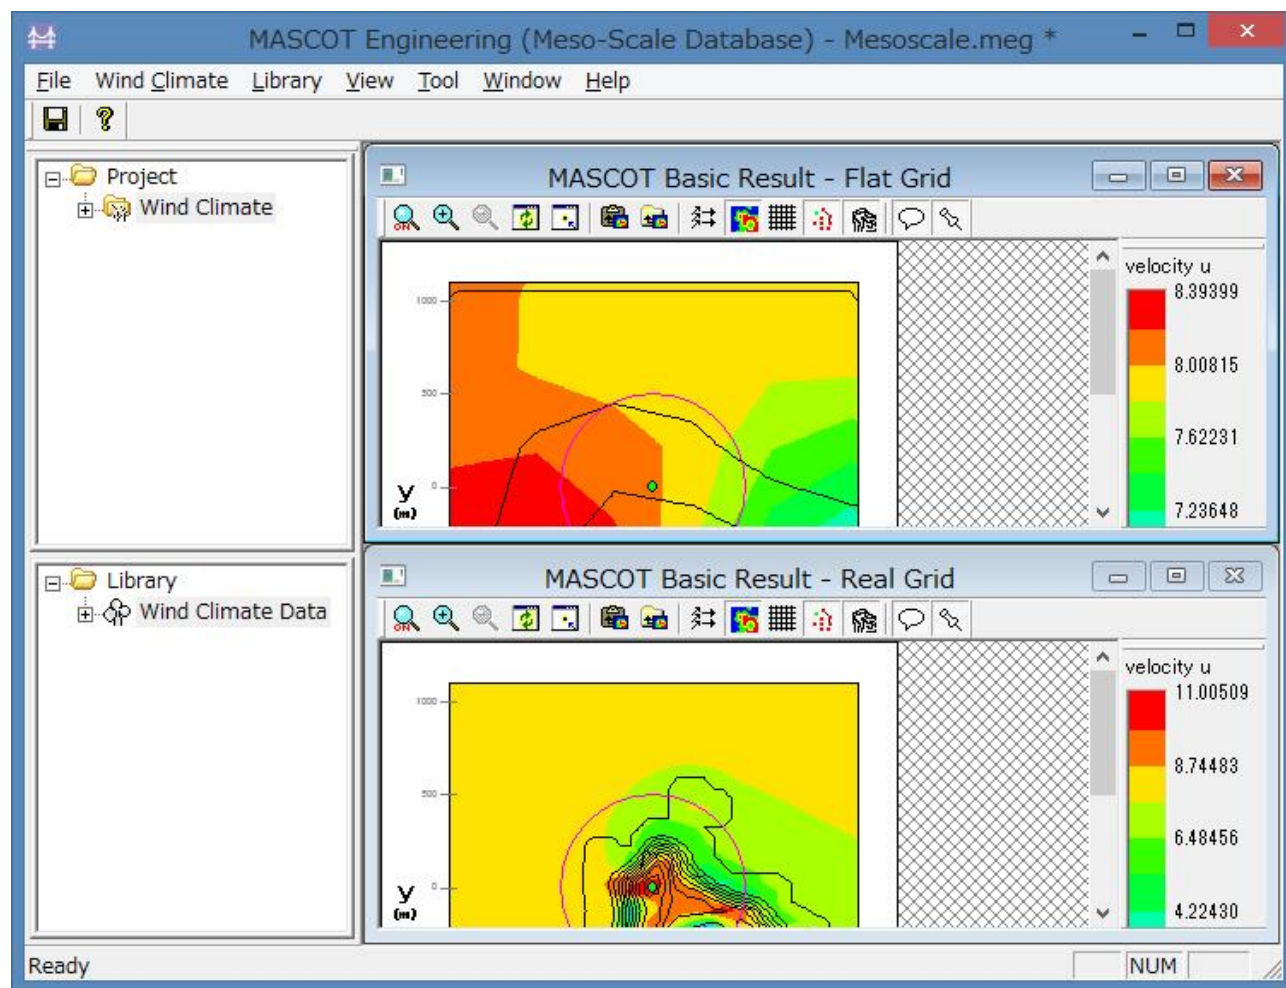 MASCOT Engineering (Meso-Scale Database) - Mesoscale.meg *
File Wind Climate Library View Tool Window Help
Project
Wind Climate
MASCOT Basic Result - Flat Grid
ON
1000
500
y
0
(m)
velocity u
8.39399
8.00815
7.62231
7.23648
Library
Wind Climate Data
MASCOT Basic Result - Real Grid
ON
1000
500
y
0
(m)
velocity u
11.00509
8.74483
6.48456
4.22430
Ready
NUM